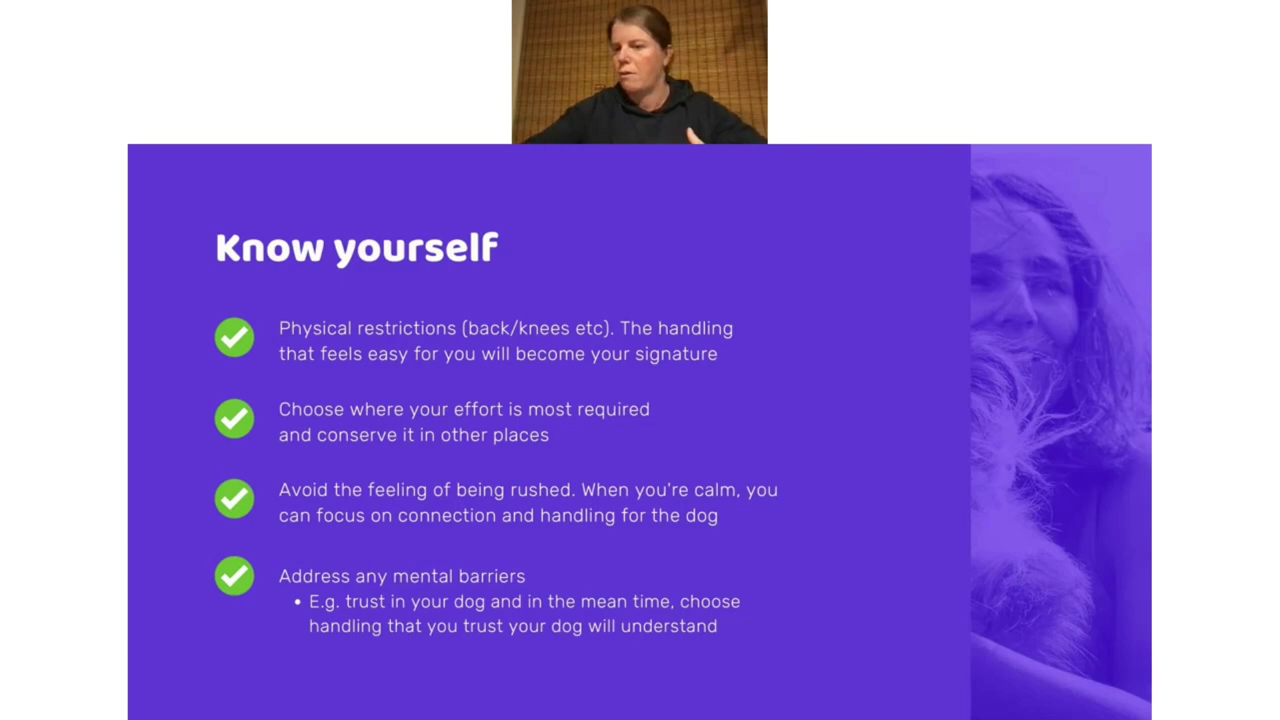 Know yourself
Physical restrictions (back/knees etc). The handling
that feels easy for you will become your signature
Choose where your effort is most required
and conserve it in other places
Avoid the feeling of being rushed. When you're calm, you
can focus on connection and handling for the dog
Address any mental barriers
• E.g. trust in your dog and in the mean time, choose
handling that you trust your dog will understand